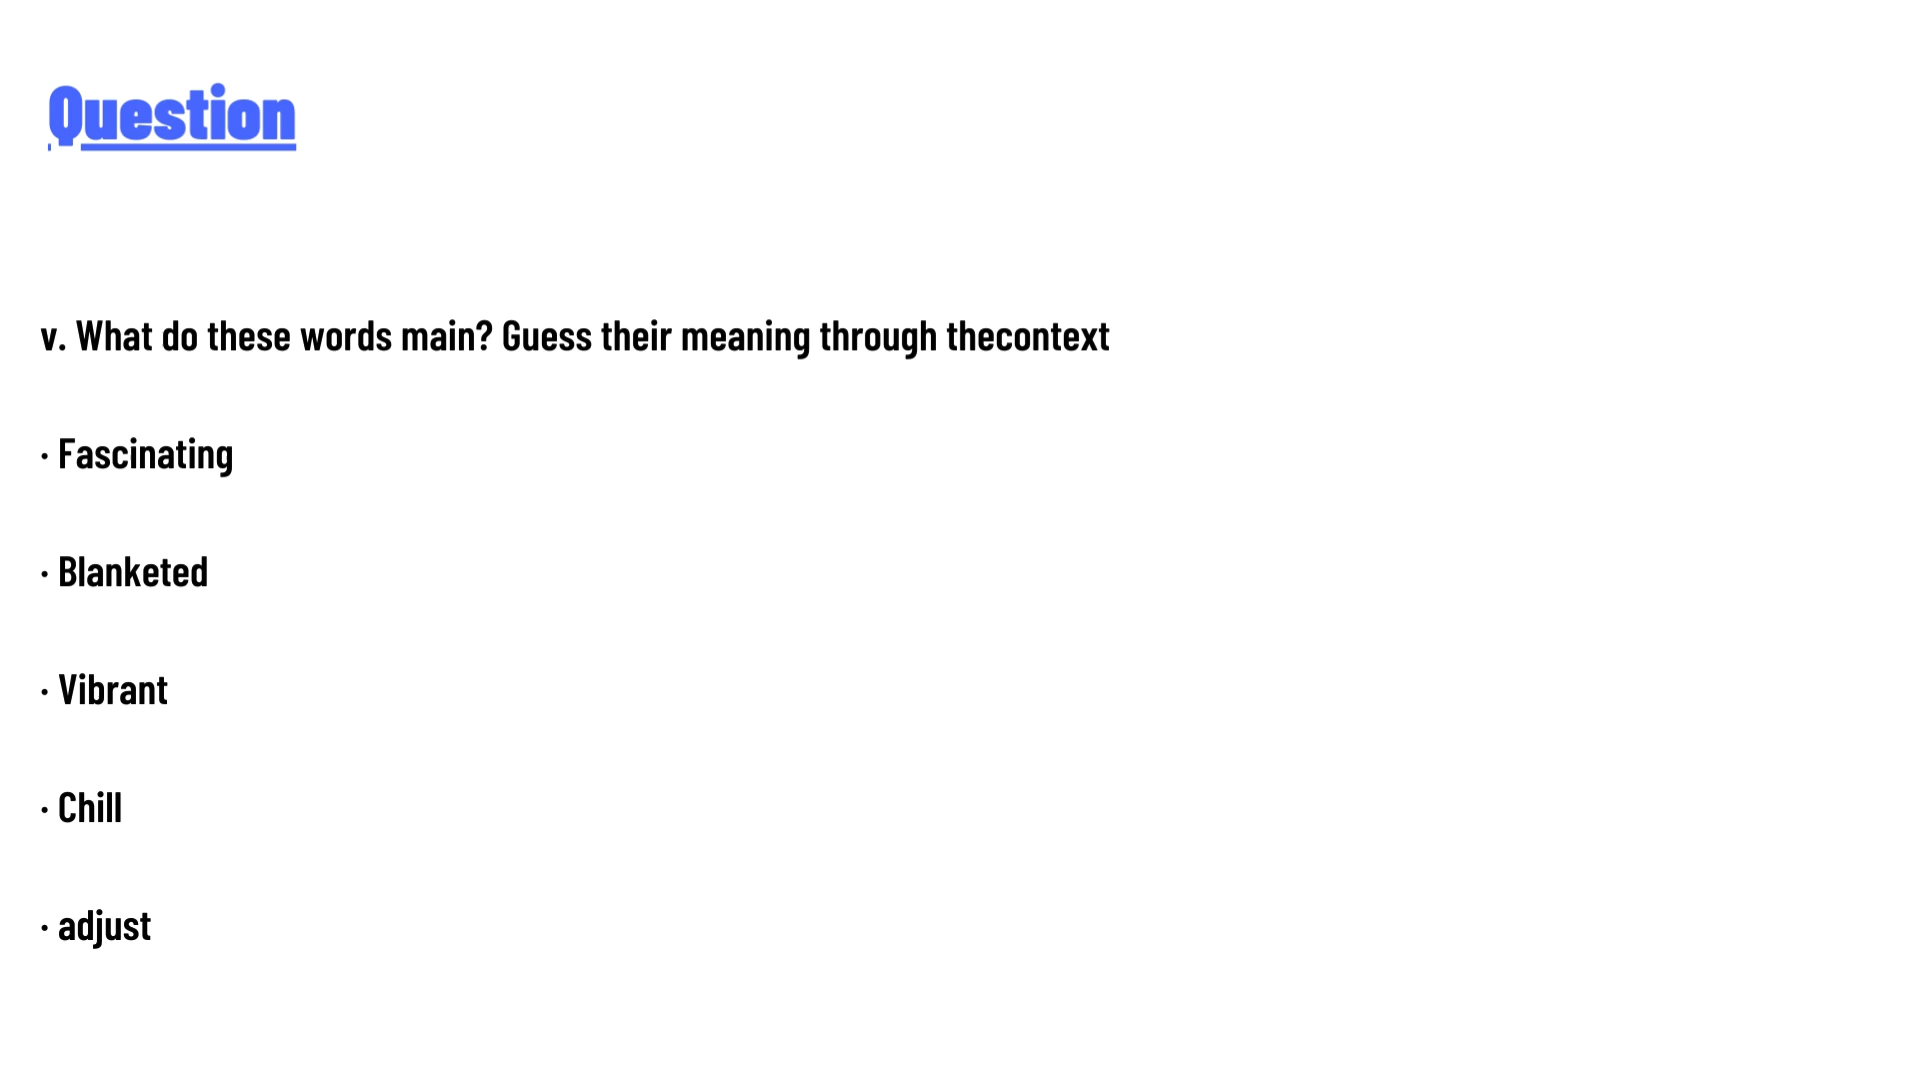 Question
v. What do these words main? Guess their meaning through thecontext
· Fascinating
· Blanketed
· Vibrant
· Chill
· adjust